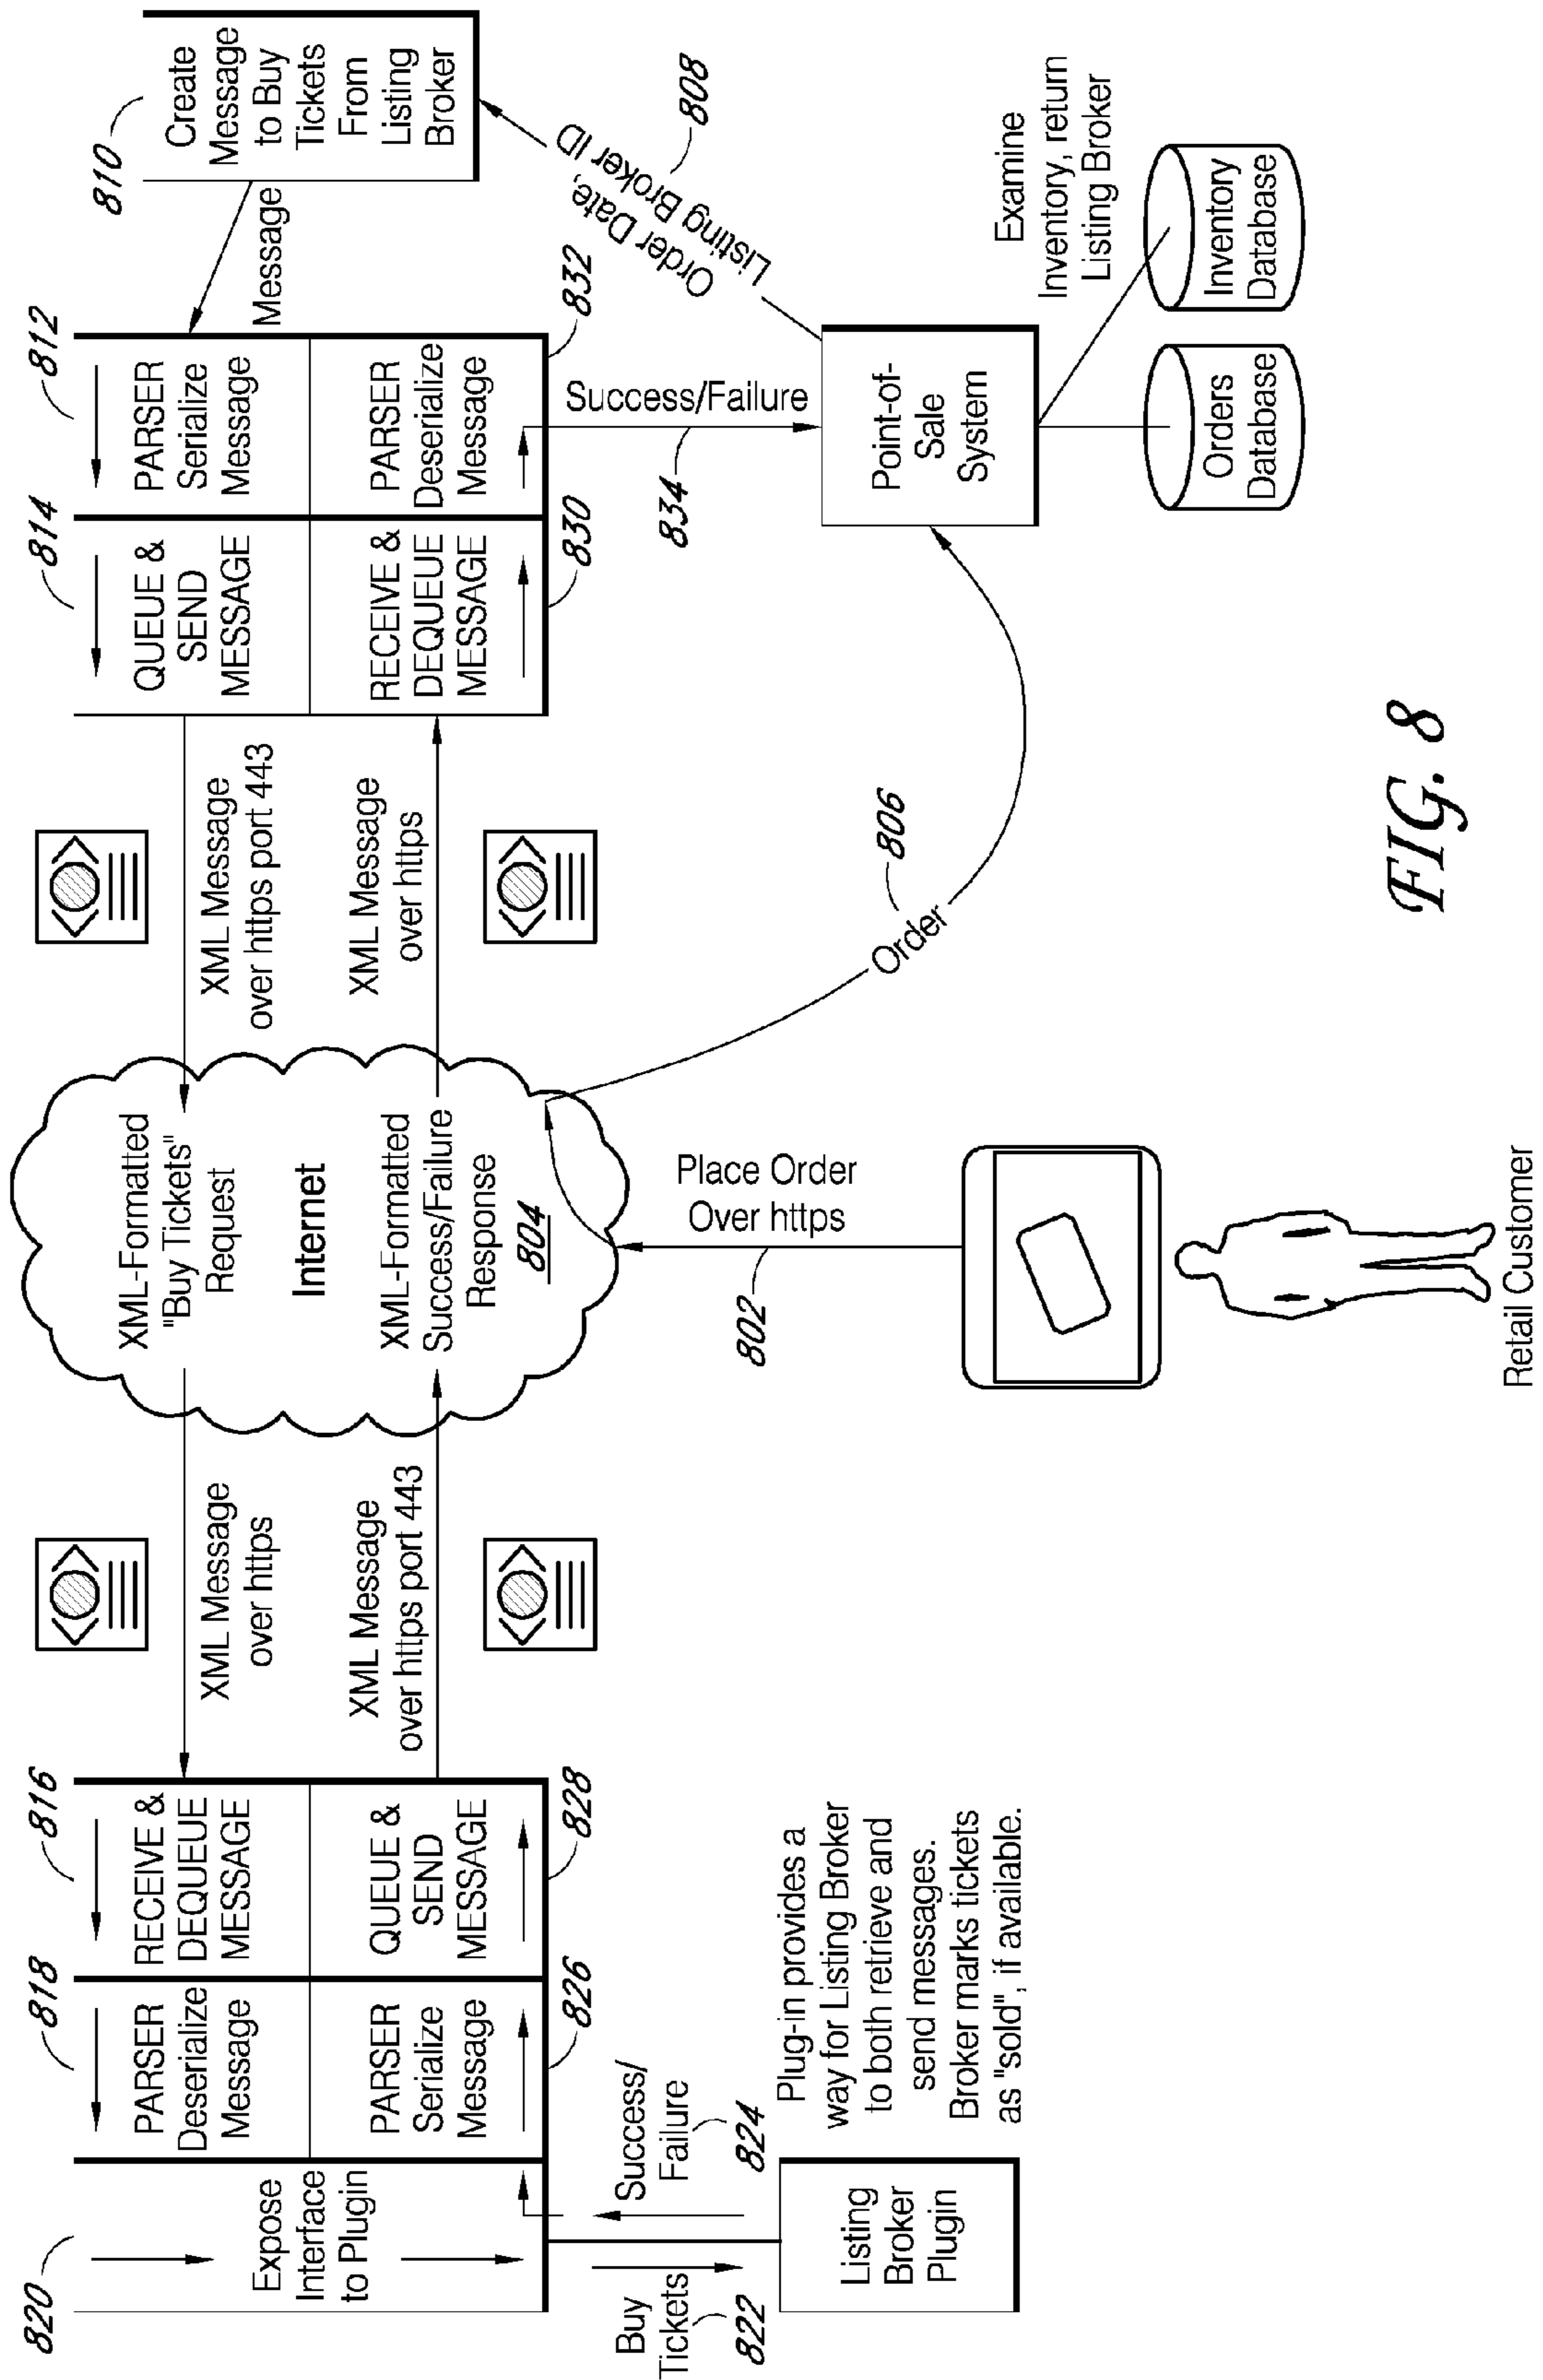 820
818
816
814
812
810
Expose
Interface
to Plugin
PARSER
Deserialize
Message
RECEIVE &
DEQUEUE
MESSAGE
PARSER
Serialize
Message
QUEUE &
SEND
MESSAGE
826
828
XML Message
over https
XML Message
over https port 443
XML-Formatted
"Buy Tickets"
Request
Internet
XML-Formatted
Success/Failure
Response
804
XML Message
over https port 443
XML Message
over https
QUEUE &
SEND
MESSAGE
PARSER
Serialize
Message
RECEIVE &
DEQUEUE
MESSAGE
PARSER
Deserialize
Message
830
832
Message
Create
Message
to Buy
Tickets
From
Listing
Broker
Buy
Tickets
822
Success/
Failure
824
Listing
Broker
Plugin
Plug-in provides a
way for Listing Broker
to both retrieve and
send messages.
Broker marks tickets
as "sold", if available.
Place Order
Over https
802
Retail Customer
Order
806
Success/Failure
834
Order Date,
Listing Broker ID
808
Point-of-
Sale
System
Examine
Inventory, return
Listing Broker
Orders
Database
Inventory
Database
FIG. 8